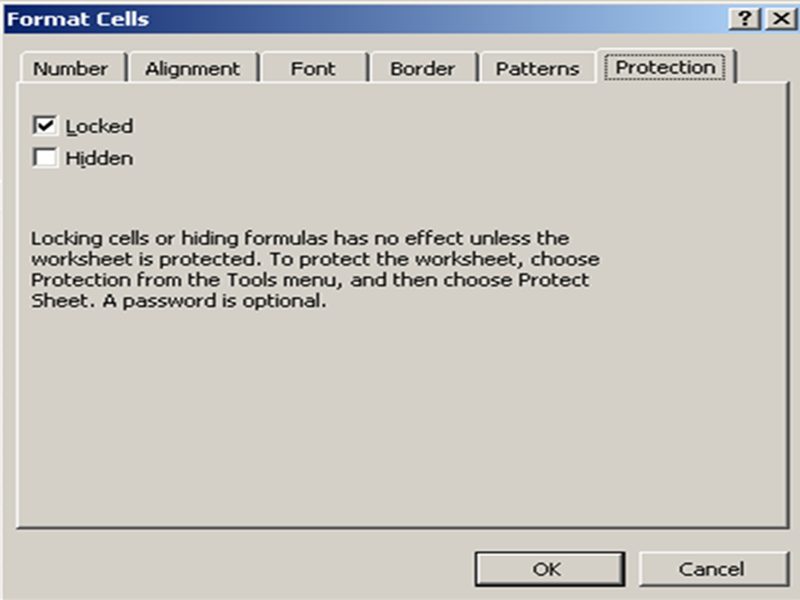 Format Cells
Number Alignment Font Border Patterns Protection
Locked
Hidden
Locking cells or hiding formulas has no effect unless the
worksheet is protected. To protect the worksheet, choose
Protection from the Tools menu, and then choose Protect
Sheet. A password is optional.
OK Cancel